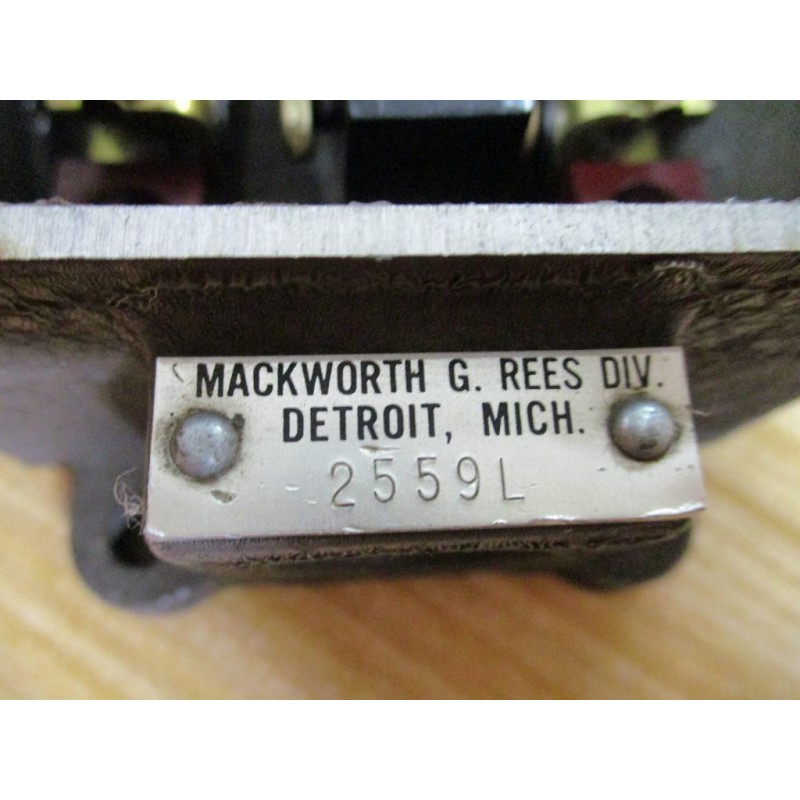 MACKWORTH G. REES DIV.
DETROIT, MICH.
2559L